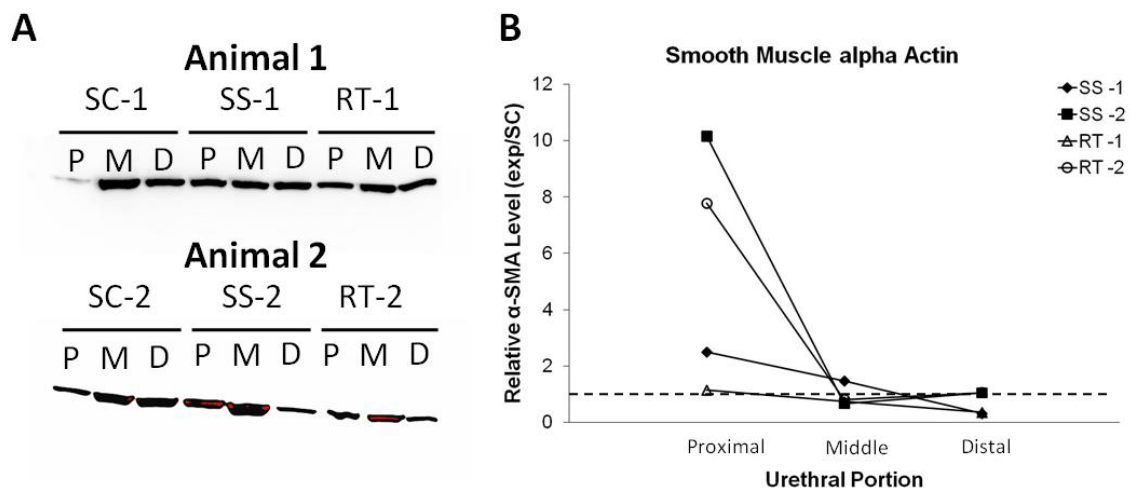 A
Animal 1
SC-1 SS-1 RT-1
P M D P M D P M D
Animal 2
SC-2 SS-2 RT-2
P M D P M D P M D
B
Smooth Muscle alpha Actin
Relative α-SMA Level (exp/SC)
12
10
8
6
4
2
0
SS -1
SS -2
RT -1
RT -2
Proximal Middle Distal
Urethral Portion